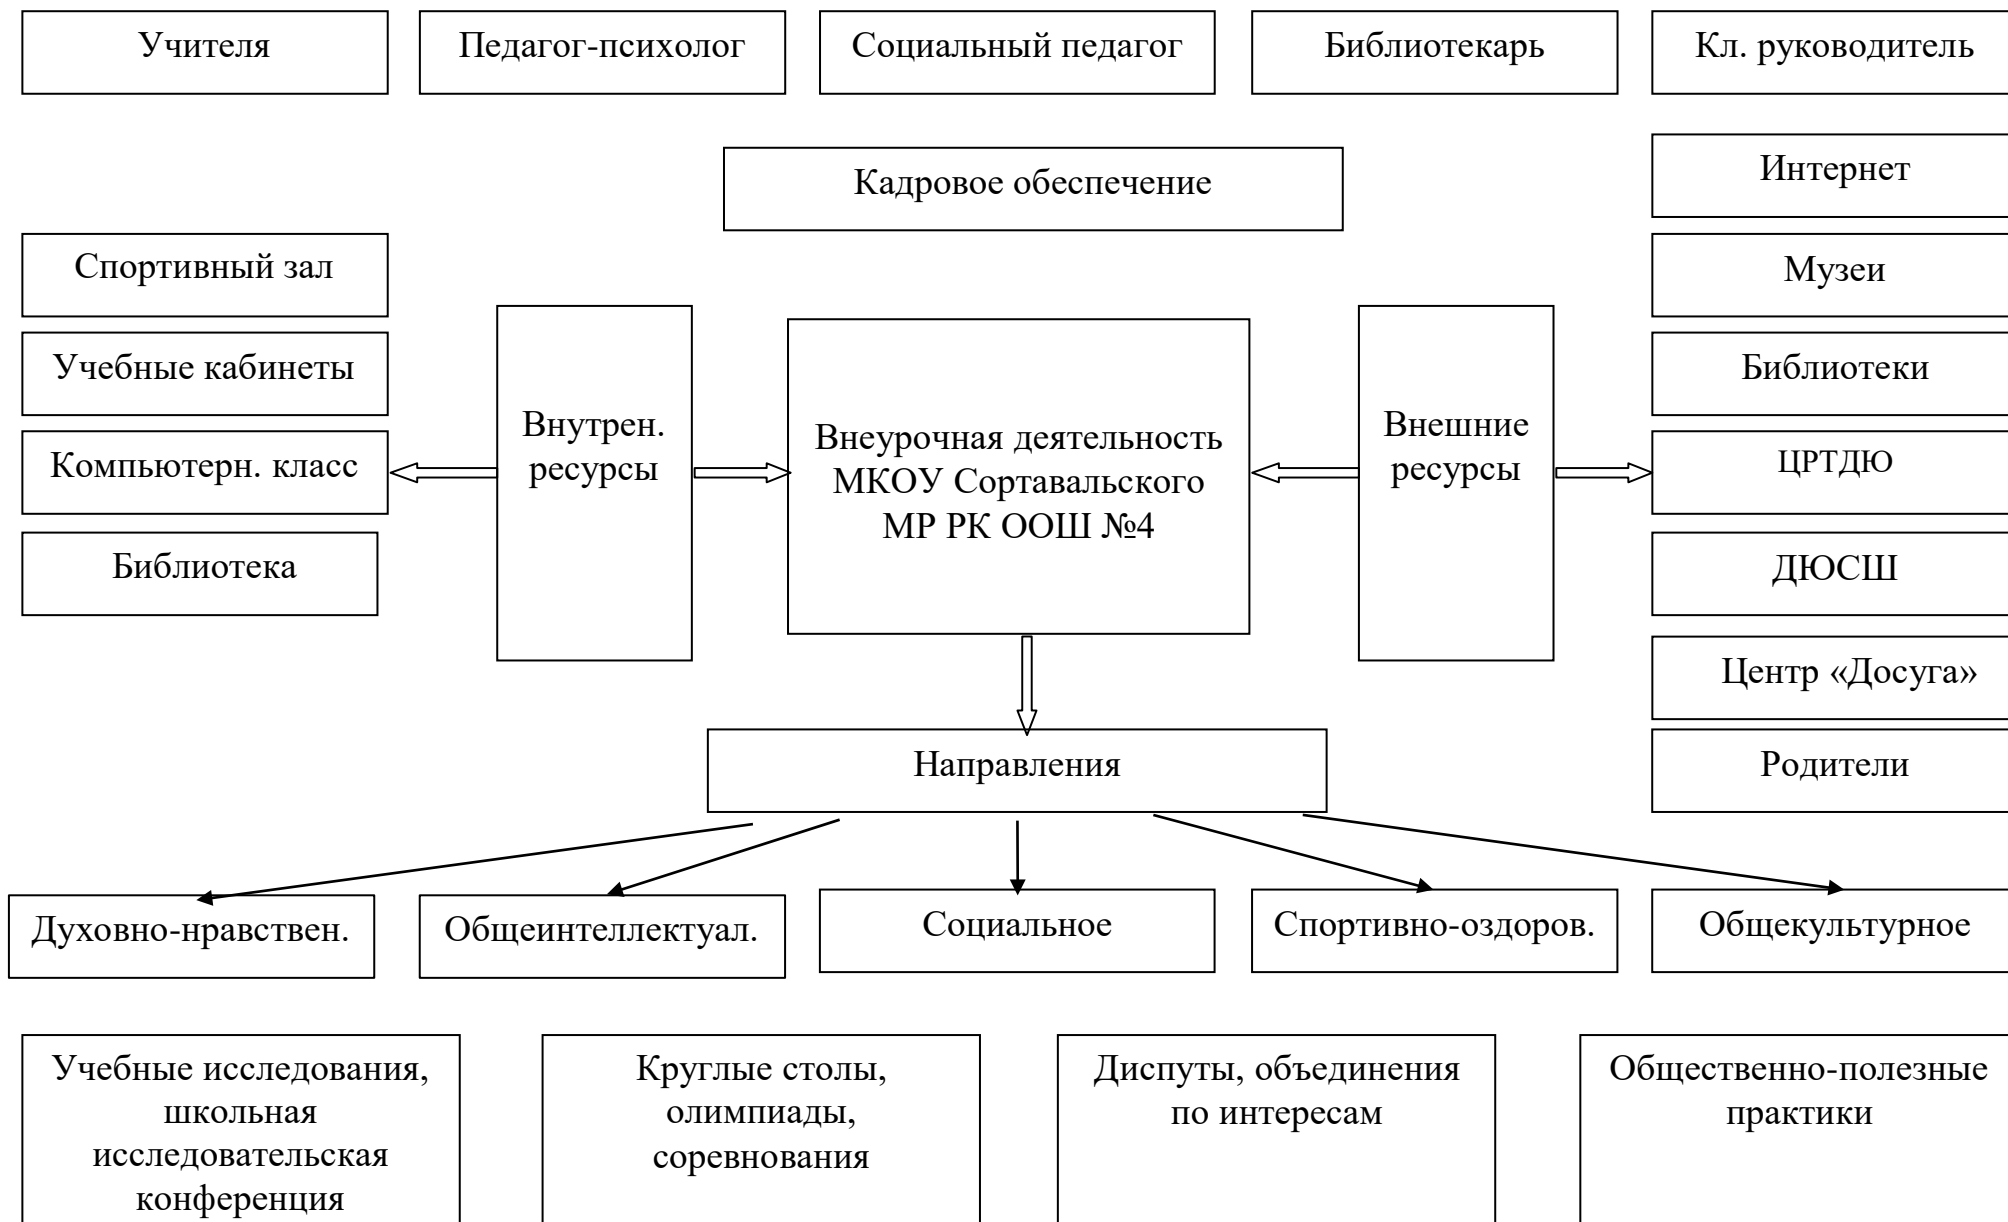 Учителя
Педагог-психолог
Социальный педагог
Библиотекарь
Кл. руководитель
Кадровое обеспечение
Спортивный зал
Учебные кабинеты
Компьютерн. класс
Библиотека
Внутрен.
ресурсы
Внеурочная деятельность
МКОУ Сортавальского
МР РК ООШ №4
Внешние
ресурсы
Интернет
Музеи
Библиотеки
ЦРТДЮ
ДЮСШ
Центр «Досуга»
Родители
Направления
Духовно-нравствен.
Общеинтеллектуал.
Социальное
Спортивно-оздоров.
Общекультурное
Учебные исследования,
школьная
исследовательская
конференция
Круглые столы,
олимпиады,
соревнования
Диспуты, объединения
по интересам
Общественно-полезные
практики